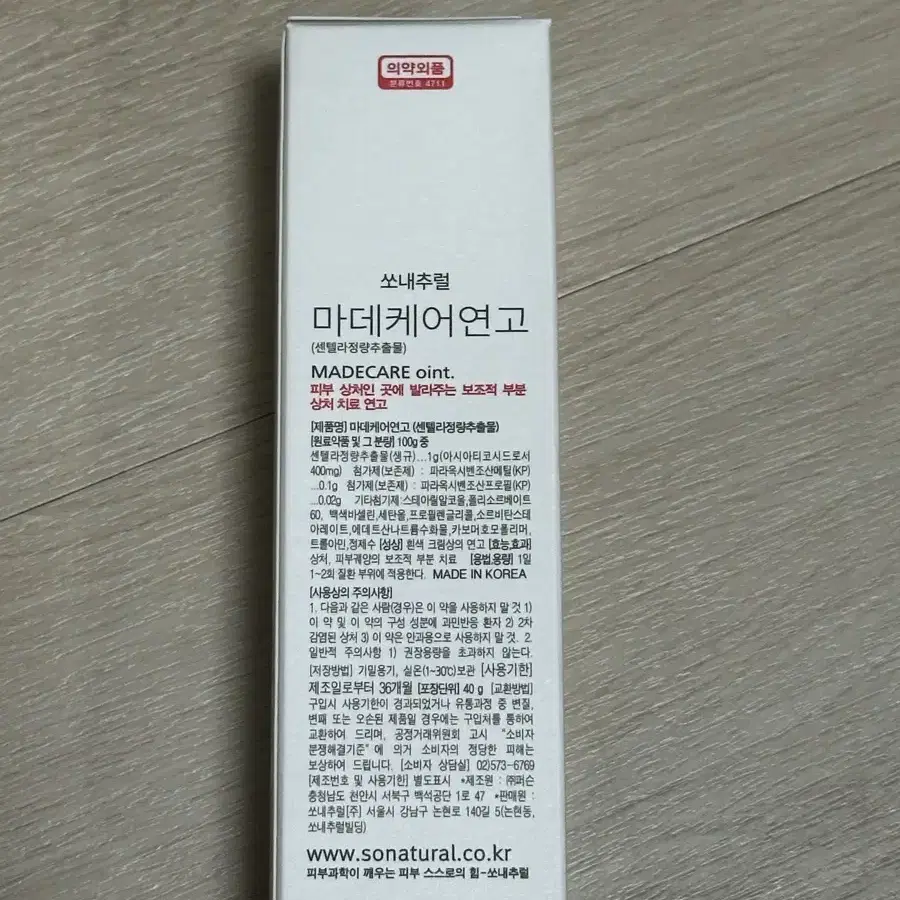 의약외품
분류번호 4711
쏘내추럴
마데케어연고
(센텔라정량추출물)
MADECARE oint.
피부 상처인 곳에 발라주는 보조적 부분
상처 치료 연고
[제품명] 마데케어연고 (센텔라정량추출물)
[원료약품 및 그 분량] 100g 중
센텔라정량추출물(생규)...1g(아시아티코시드로서
400mg) 첨가제(보존제) : 파라옥시벤조산메틸(KP)
...0.1g 첨가제(보존제) : 파라옥시벤조산프로필(KP)
...0.02g 기타첨가제:스테아릴알코올,폴리소르베이트
60, 백색바셀린,세탄올,프로필렌글리콜,소르비탄스테
아레이트,에데트산나트륨수화물,카보머호모폴리머,
트롤아민,정제수 [성상] 흰색 크림상의 연고 [효능,효과]
상처, 피부궤양의 보조적 부분 치료 [용법,용량] 1일
1~2회 질환 부위에 적용한다. MADE IN KOREA
[사용상의 주의사항]
1. 다음과 같은 사람(경우)은 이 약을 사용하지 말 것 1)
이 약 및 이 약의 구성 성분에 과민반응 환자 2) 2차
감염된 상처 3) 이 약은 안과용으로 사용하지 말 것. 2.
일반적 주의사항 1) 권장용량을 초과하지 않는다.
[저장방법] 기밀용기, 실온(1~30℃)보관 [사용기한]
제조일로부터 36개월 [포장단위] 40 g [교환방법]
구입시 사용기한이 경과되었거나 유통과정 중 변질,
변패 또는 오손된 제품일 경우에는 구입처를 통하여
교환하여 드리며, 공정거래위원회 고시 "소비자
분쟁해결기준"에 의거 소비자의 정당한 피해는
보상하여 드립니다. [소비자 상담실] 02)573-6769
[제조번호 및 사용기한] 별도표시 *제조원 : ㈜퍼슨
충청남도 천안시 서북구 백석공단 1로 47 *판매원 :
쏘내추럴[주] 서울시 강남구 논현로 140길 5(논현동,
쏘내추럴빌딩)
www.sonatural.co.kr
피부과학이 깨우는 피부 스스로의 힘-쏘내추럴